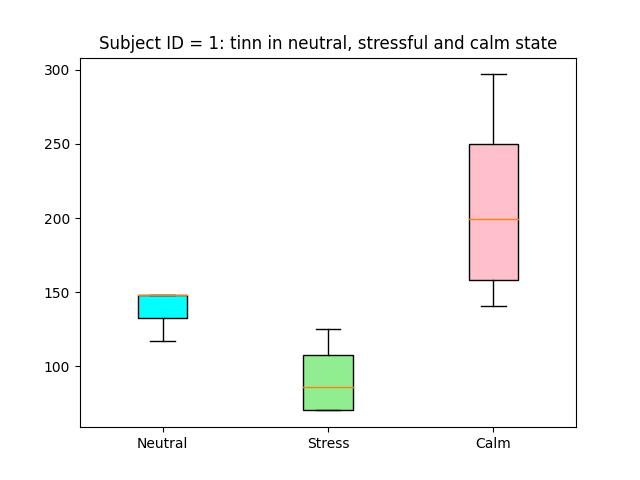 Subject ID = 1: tinn in neutral, stressful and calm state
300
250
200
150
100
Neutral Stress Calm